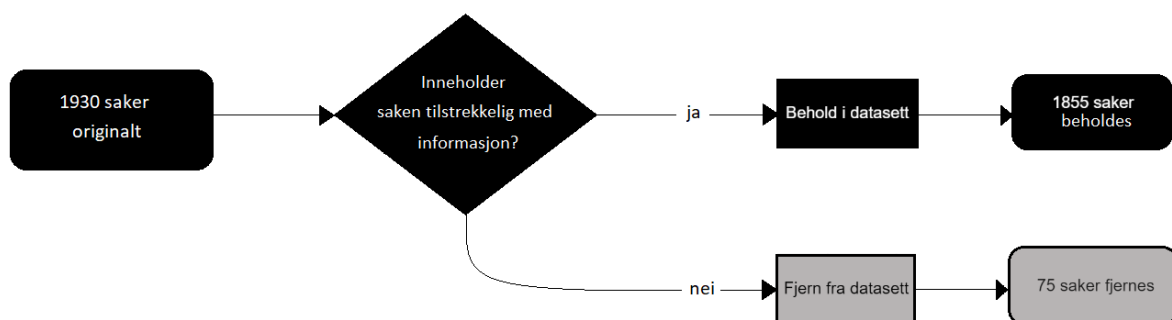 1930 saker
originalt
Inneholder
saken tilstrekkelig med
informasjon?
ja
Behold i datasett
1855 saker
beholdes
nei
Fjern fra datasett
75 saker fjernes